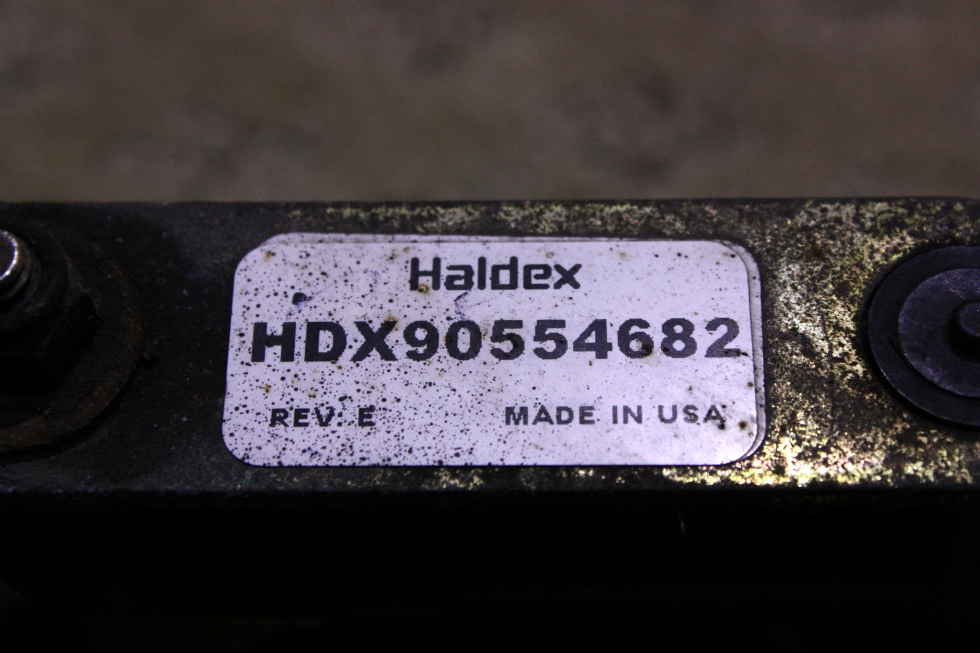 Haldex
HDX90554682
REV. E MADE IN USA